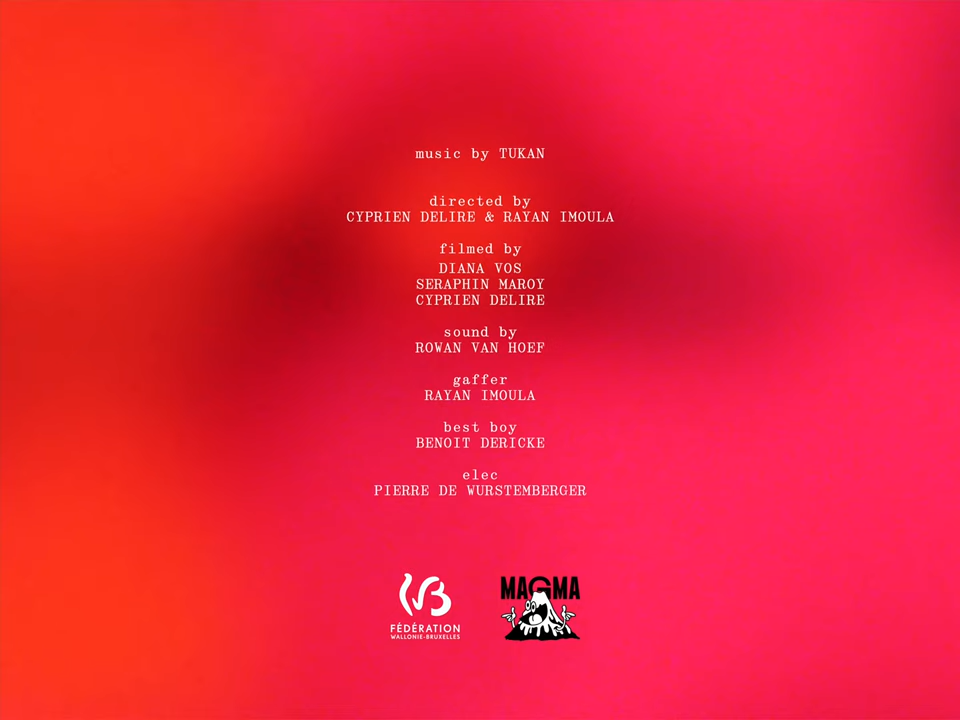 music by TUKAN
directed by
CYPRIEN DELIRE & RAYAN IMOULA
filmed by
DIANA VOS
SERAPHIN MAROY
CYPRIEN DELIRE
sound by
ROWAN VAN HOEF
gaffer
RAYAN IMOULA
best boy
BENOIT DERICKE
elec
PIERRE DE WURSTEMBERGER
WB
FÉDÉRATION
WALLONIE-BRUXELLES
MAGMA